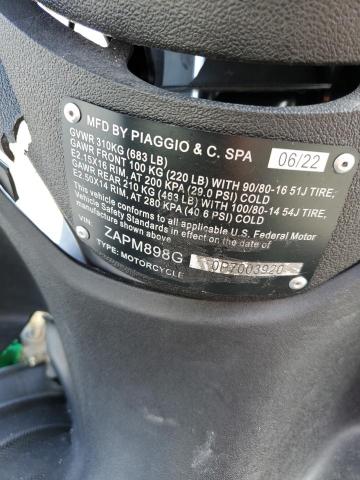 MFD BY PIAGGIO & C. SPA 06/22
GVWR 310KG (683 LB)
GAWR FRONT 100 KG (220 LB) WITH 90/80-16 51J TIRE,
E2.15X16 RIM, AT 200 KPA (29.0 PSI) COLD
GAWR REAR 210 KG (463 LB) WITH 100/80-14 54J TIRE,
E2.50X14 RIM, AT 280 KPA (40.6 PSI) COLD
This vehicle conforms to all applicable U.S. Federal Motor
Vehicle Safety Standards in effect on the date of
manufacture shown above
VIN ZAPM898G 0P7003920
TYPE: MOTORCYCLE